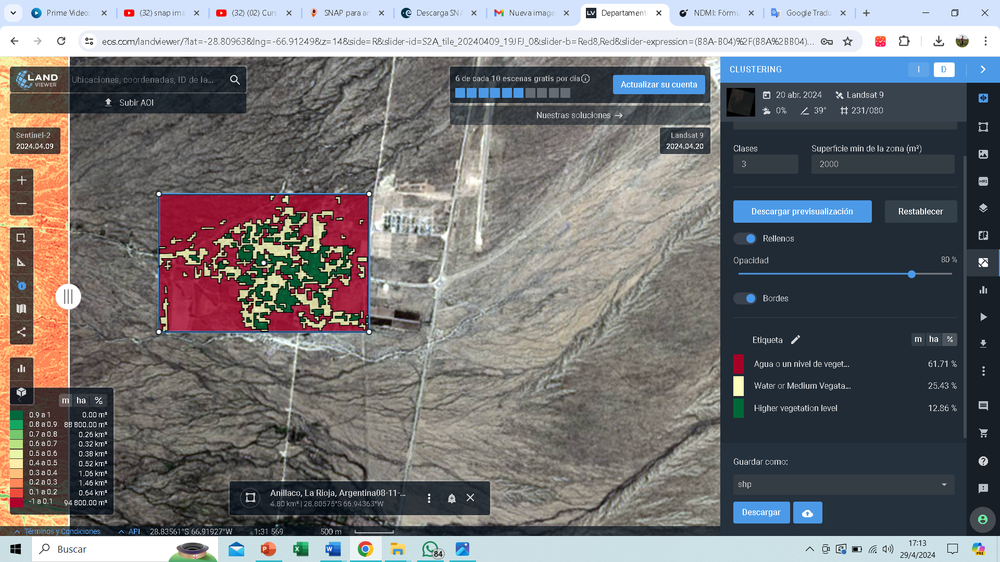 Prime Video:
(32) snap ima
(32) (02) Curs
SNAP para an
Descarga SNA
Nueva image
Departament
NDMI: Fórmu
Google Tradu
eos.com/landviewer/?lat=-28.80963&lng=-66.91249&z=14&side=R&slider-id=S2A_tile_20240409_19JFJ_0&slider-b=Red8,Red&slider-expression=(B8A-B04)%2F(B8A%2BB04)...
LAND VIEWER
Ubicaciones, coordenadas, ID de la...
Subir AOI
Sentinel-2
2024.04.09
6 de cada 10 escenas gratis por día
Actualizar su cuenta
Nuestras soluciones →
Landsat 9
2024.04.20
m ha %
0.9 a 1 0.00 m²
0.8 a 0.9 88 800.00 m²
0.7 a 0.8 0.26 km²
0.6 a 0.7 0.32 km²
0.5 a 0.6 0.38 km²
0.4 a 0.5 0.52 km²
0.3 a 0.4 1.06 km²
0.2 a 0.3 1.46 km²
0.1 a 0.2 0.64 km²
-1 a 0.1 94 800.00 m²
Anillaco, La Rioja, Argentina08-11-...
4.80 km² | 28.80575°S 66.94363°W
Términos y Condiciones
API
28.83561°S 66.91927°W
1:31 569
500 m
CLUSTERING
I D
20 abr. 2024 Landsat 9
0% 39° 231/080
Clases
3
Superficie mín de la zona (m²)
2000
Descargar previsualización
Restablecer
Rellenos
Opacidad 80 %
Bordes
Etiqueta
m ha %
Agua o un nivel de veget... 61.71 %
Water or Medium Vegata... 25.43 %
Higher vegetation level 12.86 %
Guardar como:
shp
Descargar
HRI
Buscar
84
17:13
29/4/2024
PRE